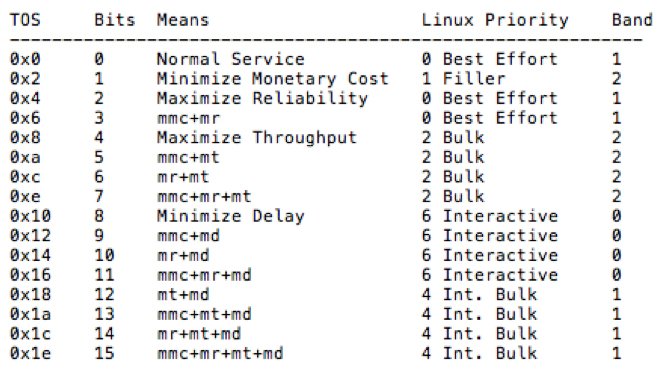 TOS     Bits  Means                    Linux Priority    Band
------------------------------------------------------------
0x0     0     Normal Service           0 Best Effort     1
0x2     1     Minimize Monetary Cost   1 Filler          2
0x4     2     Maximize Reliability     0 Best Effort     1
0x6     3     mmc+mr                   0 Best Effort     1
0x8     4     Maximize Throughput      2 Bulk            2
0xa     5     mmc+mt                   2 Bulk            2
0xc     6     mr+mt                    2 Bulk            2
0xe     7     mmc+mr+mt                2 Bulk            2
0x10    8     Minimize Delay           6 Interactive     0
0x12    9     mmc+md                   6 Interactive     0
0x14    10    mr+md                    6 Interactive     0
0x16    11    mmc+mr+md                6 Interactive     0
0x18    12    mt+md                    4 Int. Bulk       1
0x1a    13    mmc+mt+md                4 Int. Bulk       1
0x1c    14    mr+mt+md                 4 Int. Bulk       1
0x1e    15    mmc+mr+mt+md             4 Int. Bulk       1